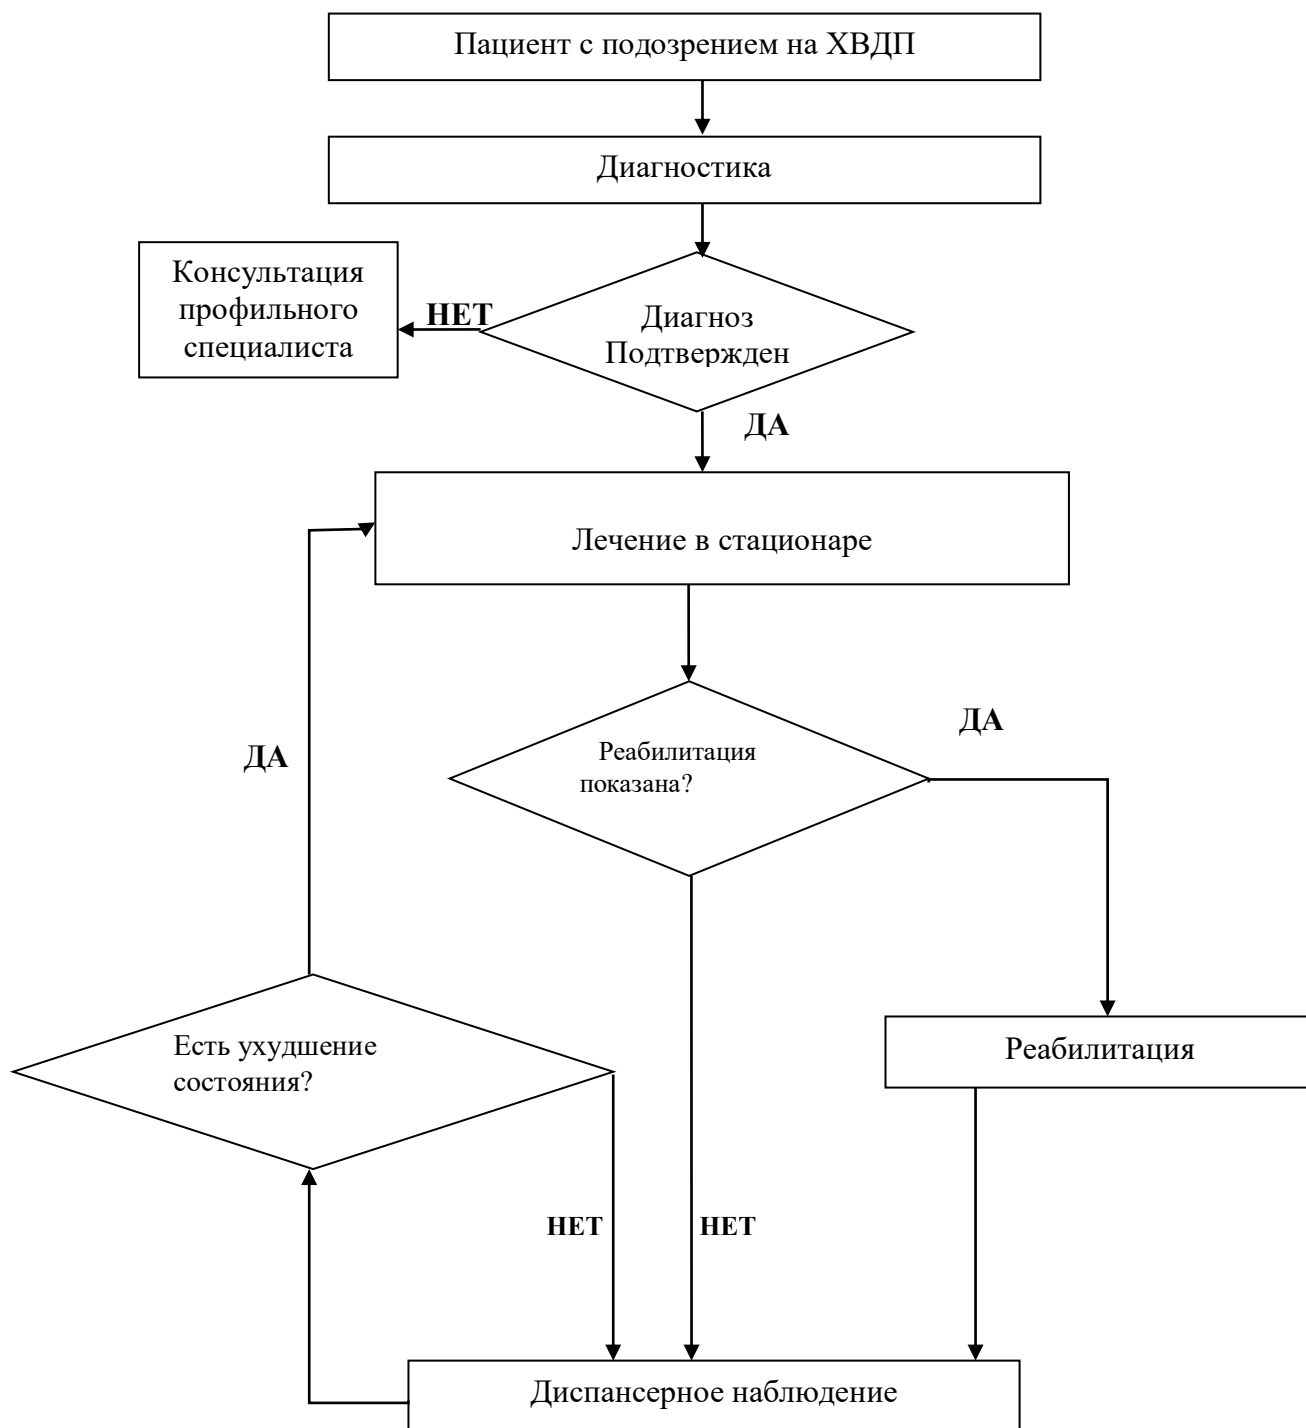 Пациент с подозрением на ХВДП
Диагностика
Консультация
профильного
специалиста
НЕТ
Диагноз
Подтвержден
ДА
Лечение в стационаре
ДА
Реабилитация
показана?
ДА
Есть ухудшение
состояния?
Реабилитация
НЕТ
НЕТ
Диспансерное наблюдение